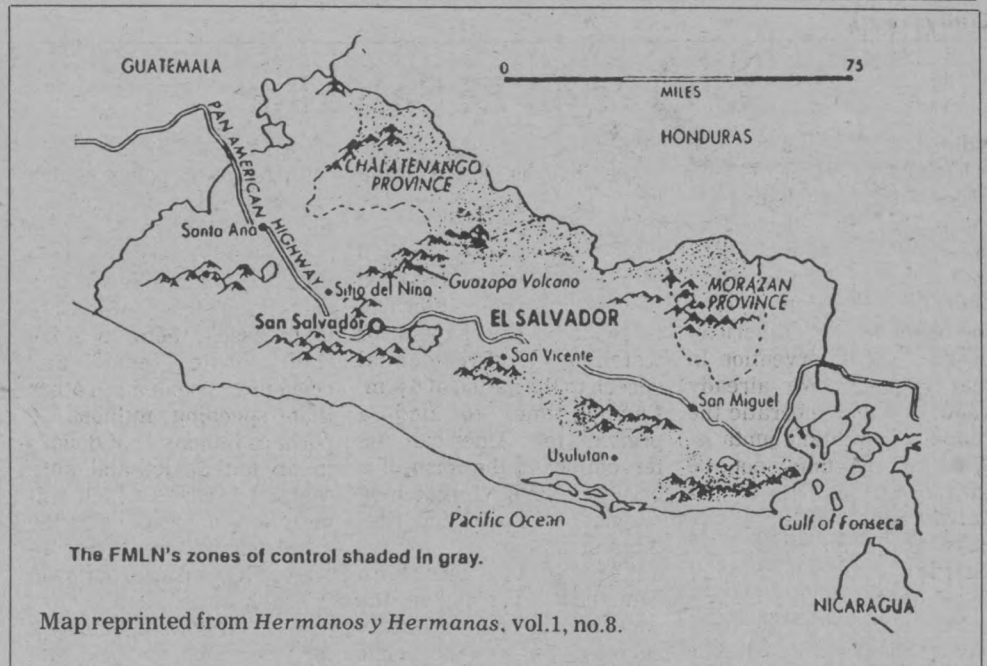 GUATEMALA
0 75
MILES
HONDURAS
PAN AMERICAN HIGHWAY
CHALATENANGO
PROVINCE
Santa Ana
Guazapa Volcano
Sitio del Nino
MORAZAN
PROVINCE
San Salvador
EL SALVADOR
San Vicente
San Miguel
Usulutan
Pacific Ocean
Gulf of Fonseca
The FMLN's zones of control shaded in gray.
NICARAGUA
Map reprinted from Hermanos y Hermanas, vol.1, no.8.